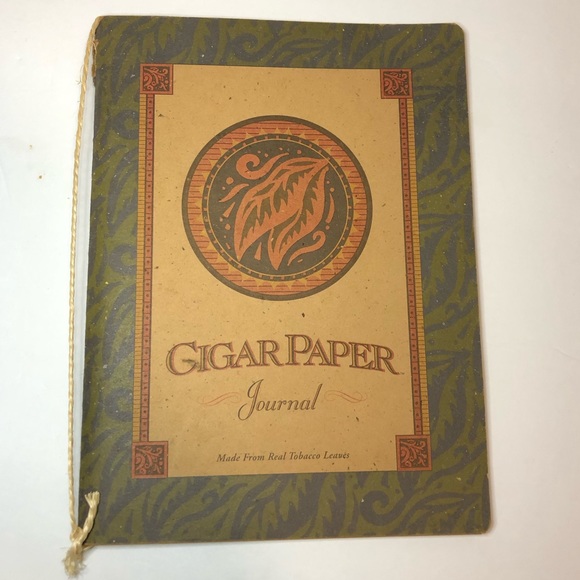 CIGAR PAPER
Journal
Made From Real Tobacco Leaves